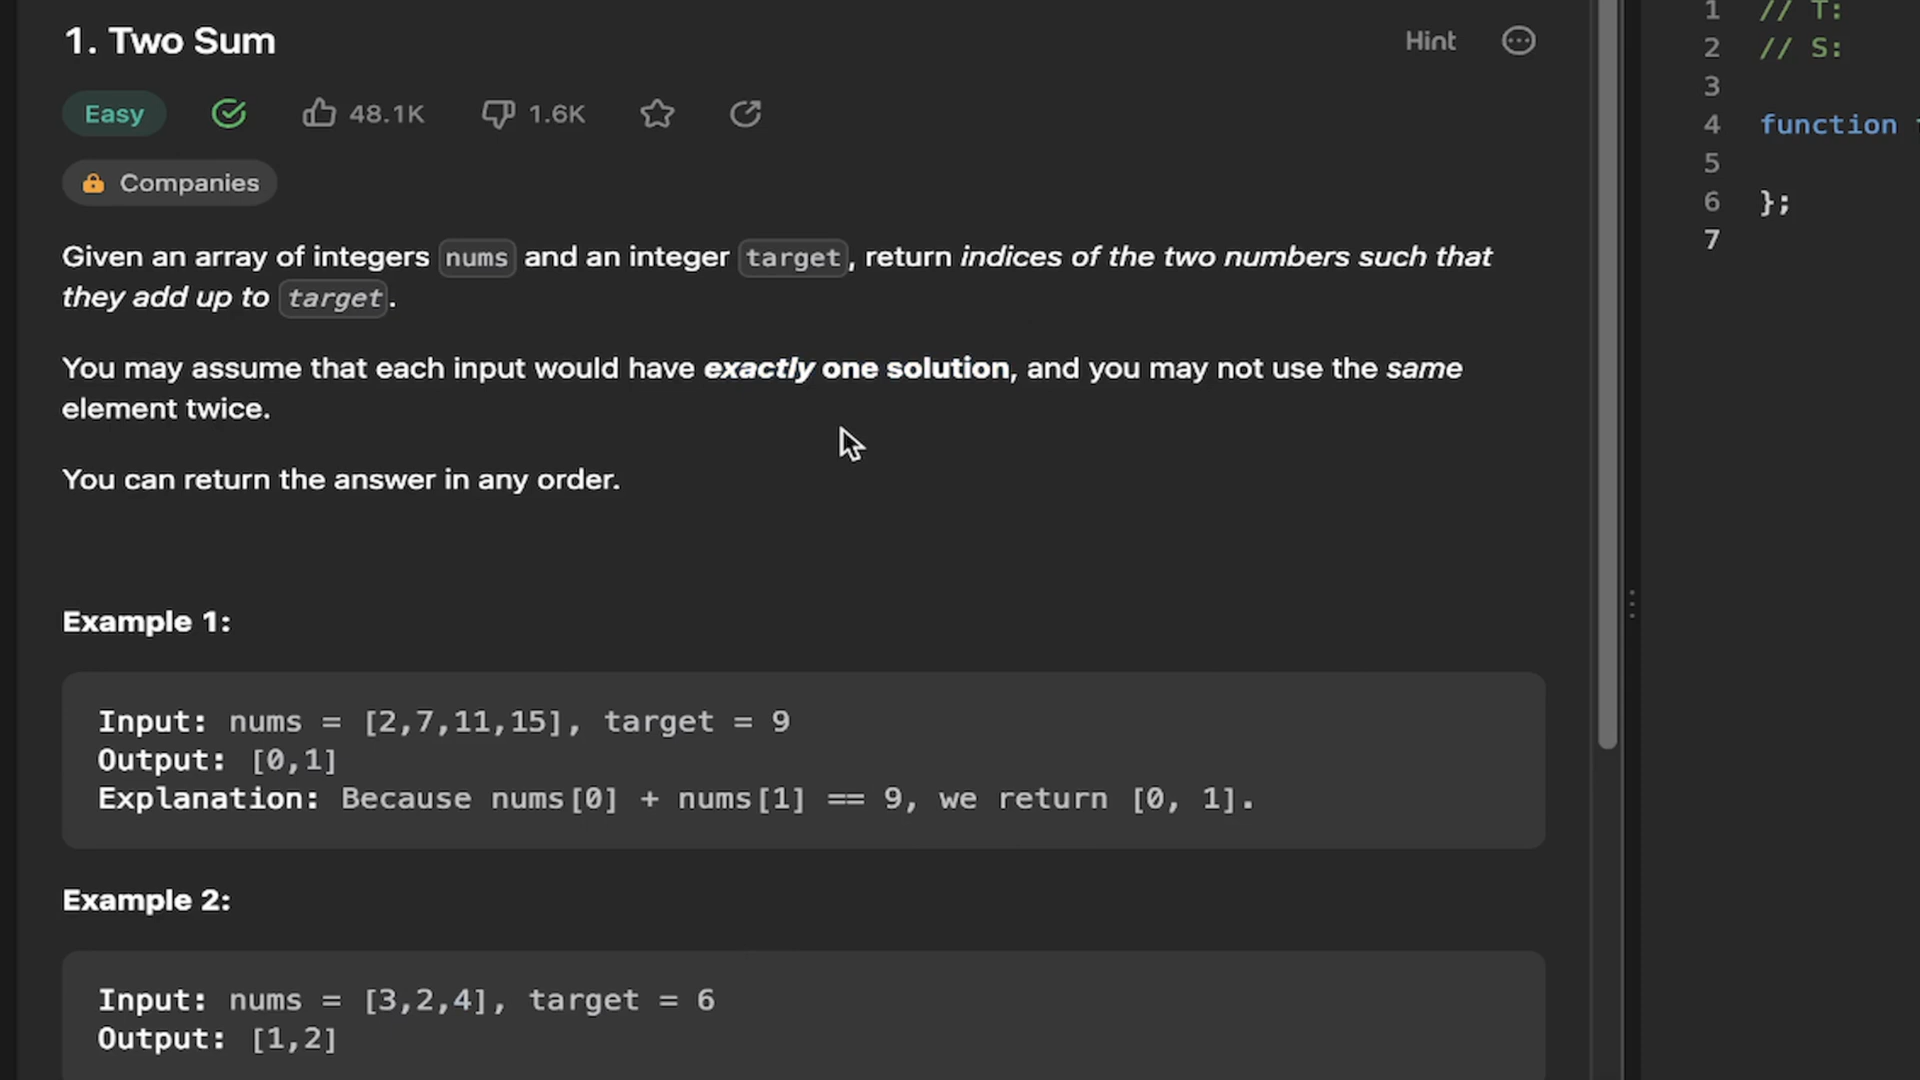 1. Two Sum
Hint
Easy
48.1K
1.6K
Companies
Given an array of integers nums and an integer target, return indices of the two numbers such that
they add up to target.
You may assume that each input would have exactly one solution, and you may not use the same
element twice.
You can return the answer in any order.
Example 1:
Input: nums = [2,7,11,15], target = 9
Output: [0,1]
Explanation: Because nums[0] + nums[1] == 9, we return [0, 1].
Example 2:
Input: nums = [3,2,4], target = 6
Output: [1,2]
1 // T:
2 // S:
3
4 function
5
6 };
7